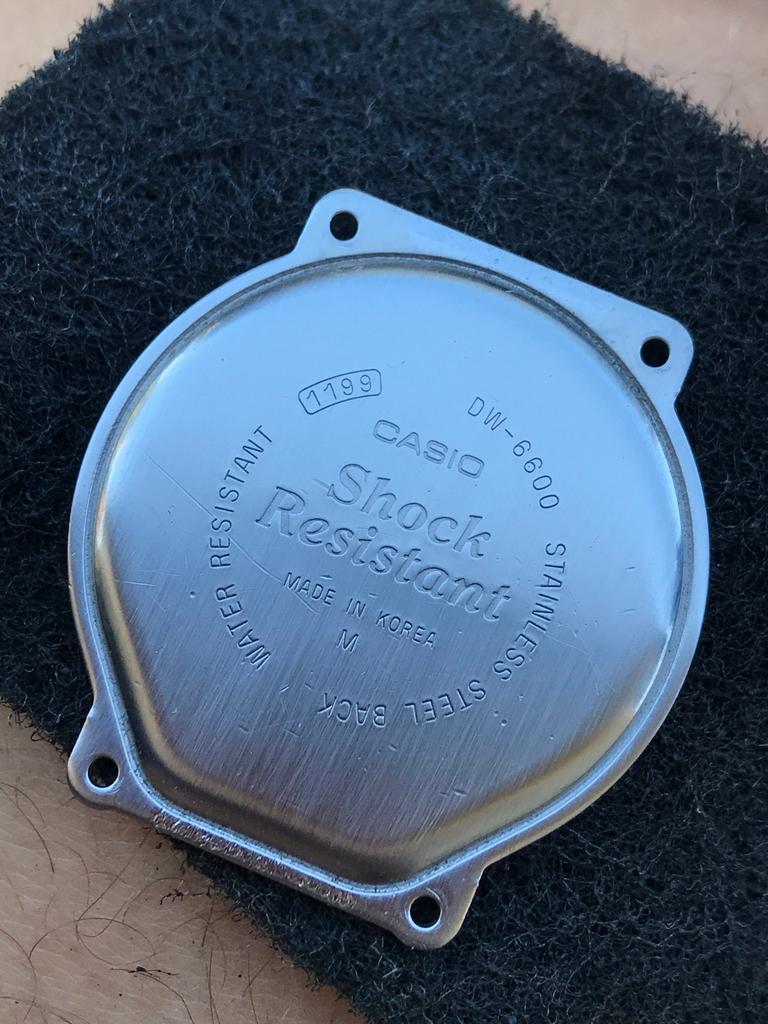 1199
CASIO
Shock
Resistant
MADE IN KOREA
M
DW-6600 STAINLESS STEEL BACK WATER RESISTANT